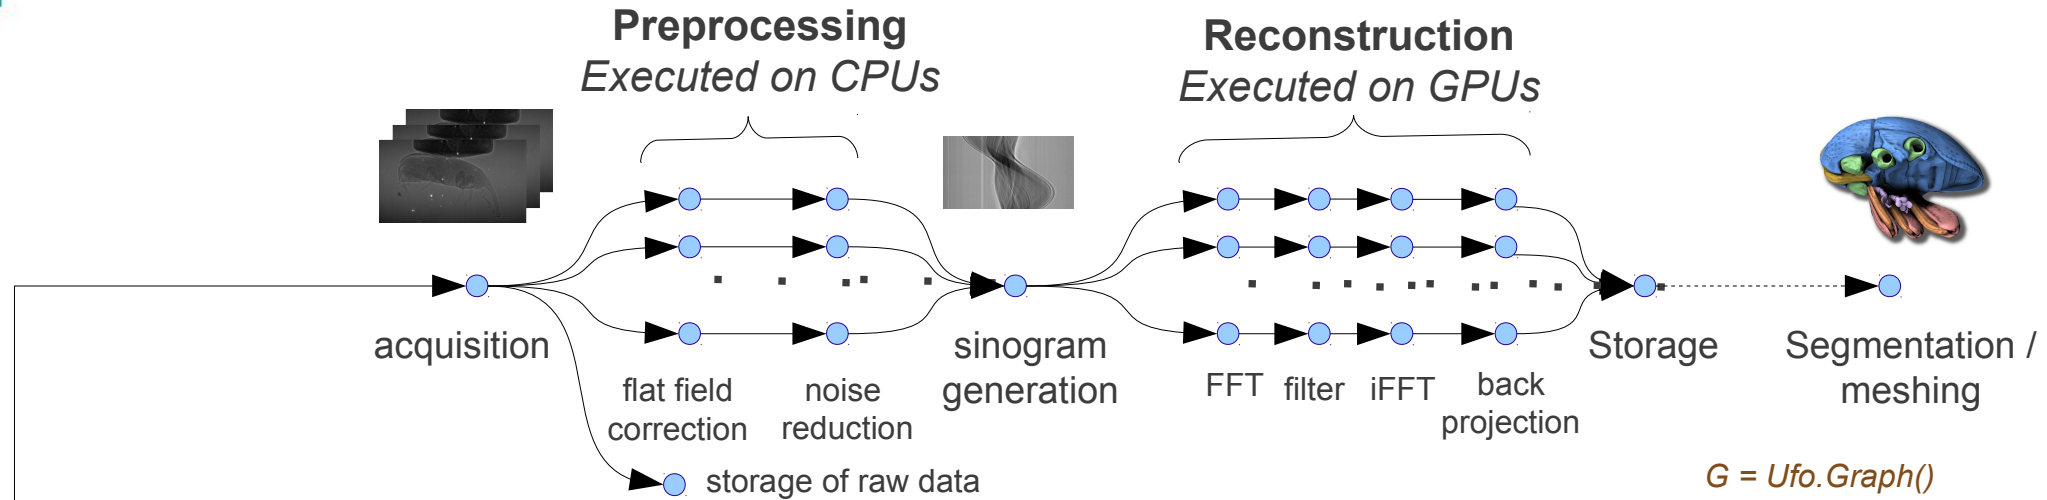 Preprocessing
Executed on CPUs
Reconstruction
Executed on GPUs
acquisition
flat field
correction
noise
reduction
storage of raw data
sinogram
generation
FFT
filter
iFFT
back
projection
Storage
Segmentation /
meshing
G = Ufo.Graph()